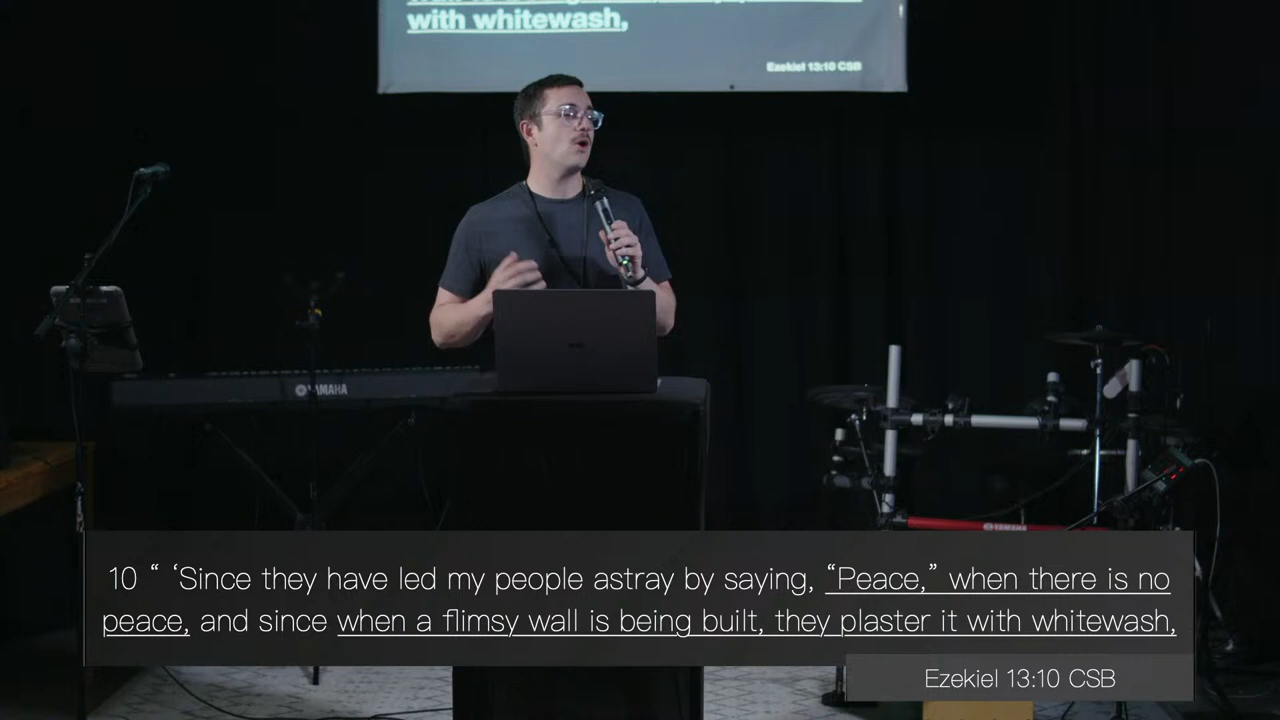 with whitewash,
Ezekiel 13:10 CSB
YAMAHA
YAMAHA
10 “ ‘Since they have led my people astray by saying, “Peace,” when there is no
peace, and since when a flimsy wall is being built, they plaster it with whitewash,
Ezekiel 13:10 CSB